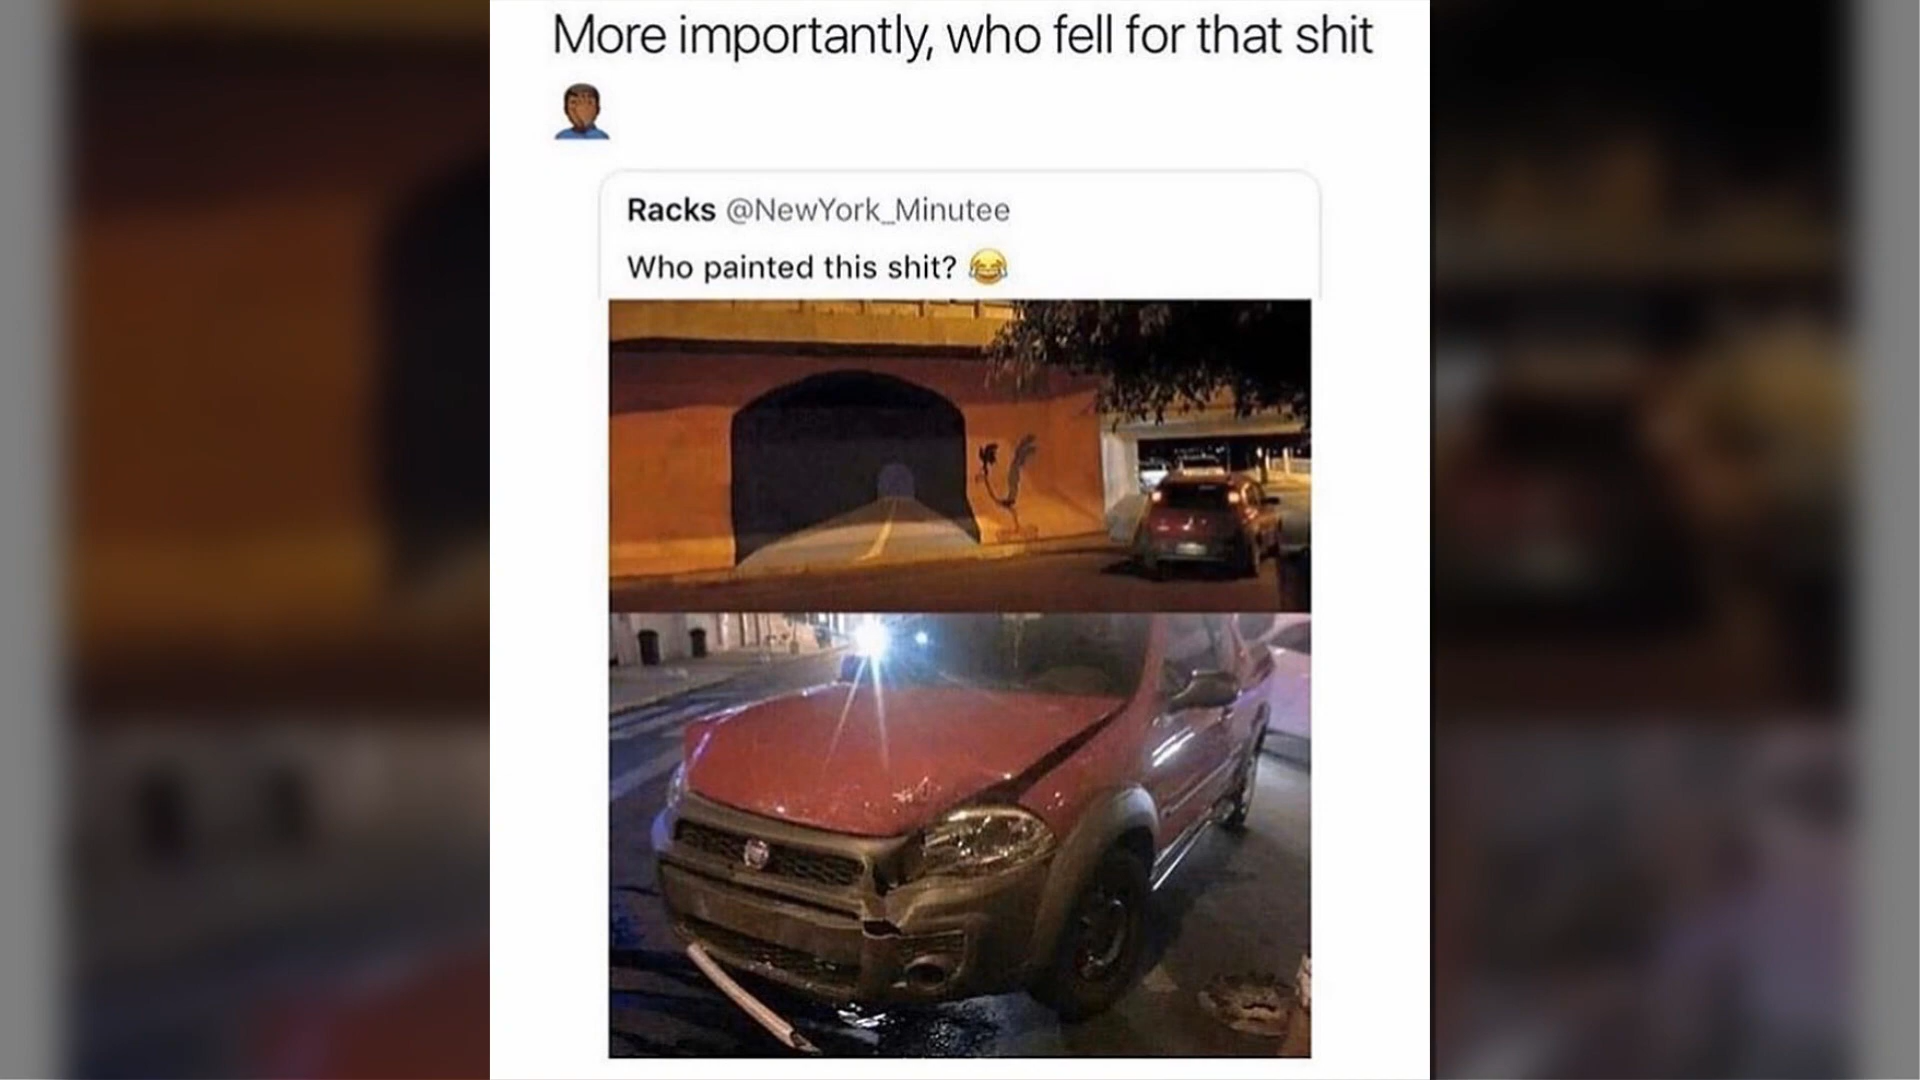 More importantly, who fell for that shit
🤦🏾‍♂️
Racks @NewYork_Minutee
Who painted this shit? 😂